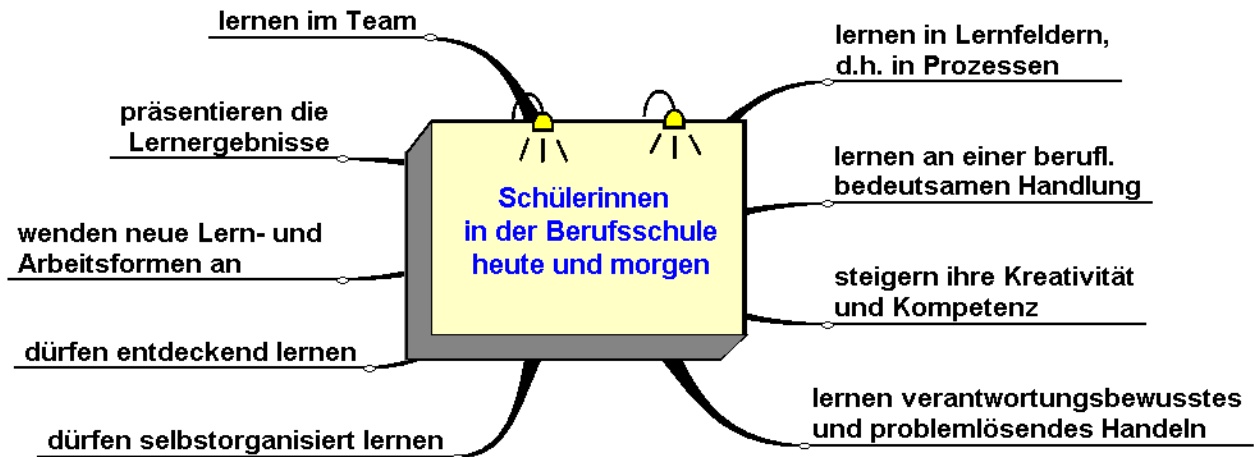 lernen im Team
präsentieren die
Lernergebnisse
wenden neue Lern- und
Arbeitsformen an
dürfen entdeckend lernen
dürfen selbstorganisiert lernen
Schülerinnen
in der Berufsschule
heute und morgen
lernen in Lernfeldern,
d.h. in Prozessen
lernen an einer berufl.
bedeutsamen Handlung
steigern ihre Kreativität
und Kompetenz
lernen verantwortungsbewusstes
und problemlösendes Handeln